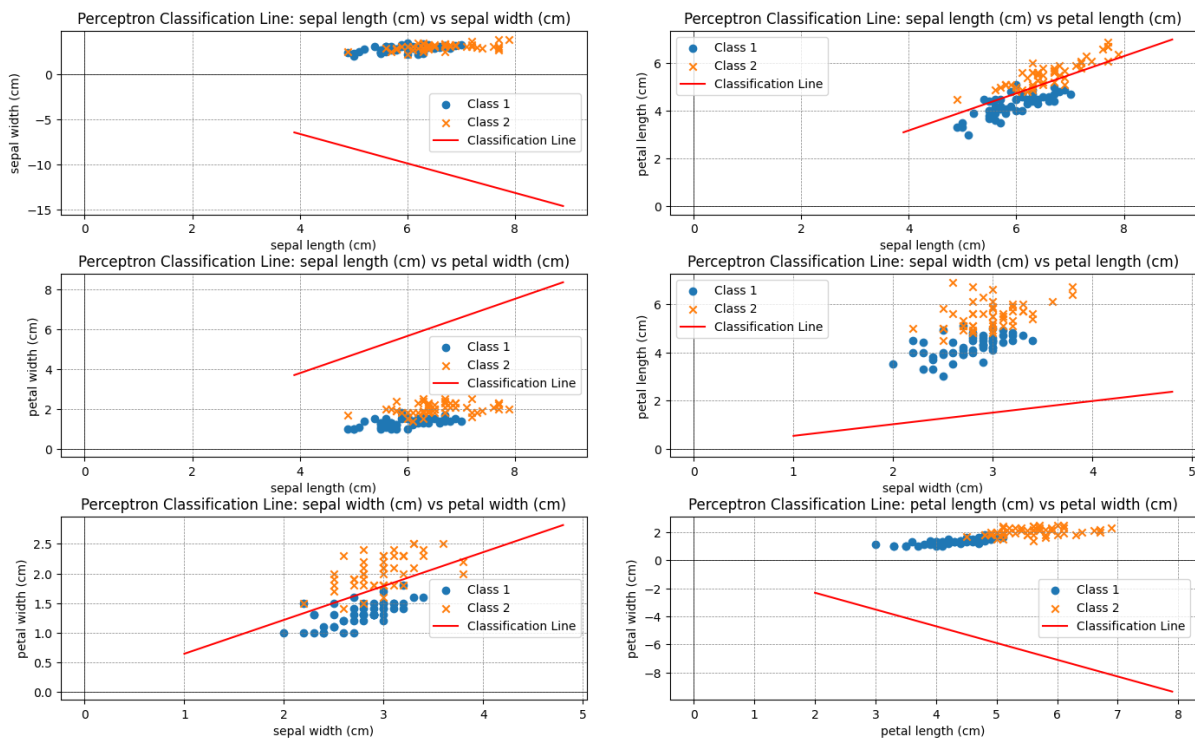 Perceptron Classification Line: sepal length (cm) vs sepal width (cm)
0
−5
−10
−15
sepal width (cm)
Class 1
Class 2
Classification Line
0
2
4
6
8
sepal length (cm)
Perceptron Classification Line: sepal length (cm) vs petal length (cm)
6
4
2
0
petal length (cm)
Class 1
Class 2
Classification Line
0
2
4
6
8
sepal length (cm)
Perceptron Classification Line: sepal length (cm) vs petal width (cm)
8
6
4
2
0
petal width (cm)
Class 1
Class 2
Classification Line
0
2
4
6
8
sepal length (cm)
Perceptron Classification Line: sepal width (cm) vs petal length (cm)
6
4
2
0
petal length (cm)
Class 1
Class 2
Classification Line
0
1
2
3
4
5
sepal width (cm)
Perceptron Classification Line: sepal width (cm) vs petal width (cm)
2.5
2.0
1.5
1.0
0.5
0.0
petal width (cm)
Class 1
Class 2
Classification Line
0
1
2
3
4
5
sepal width (cm)
Perceptron Classification Line: petal length (cm) vs petal width (cm)
2
0
−2
−4
−6
−8
petal width (cm)
Class 1
Class 2
Classification Line
0
1
2
3
4
5
6
7
8
petal length (cm)